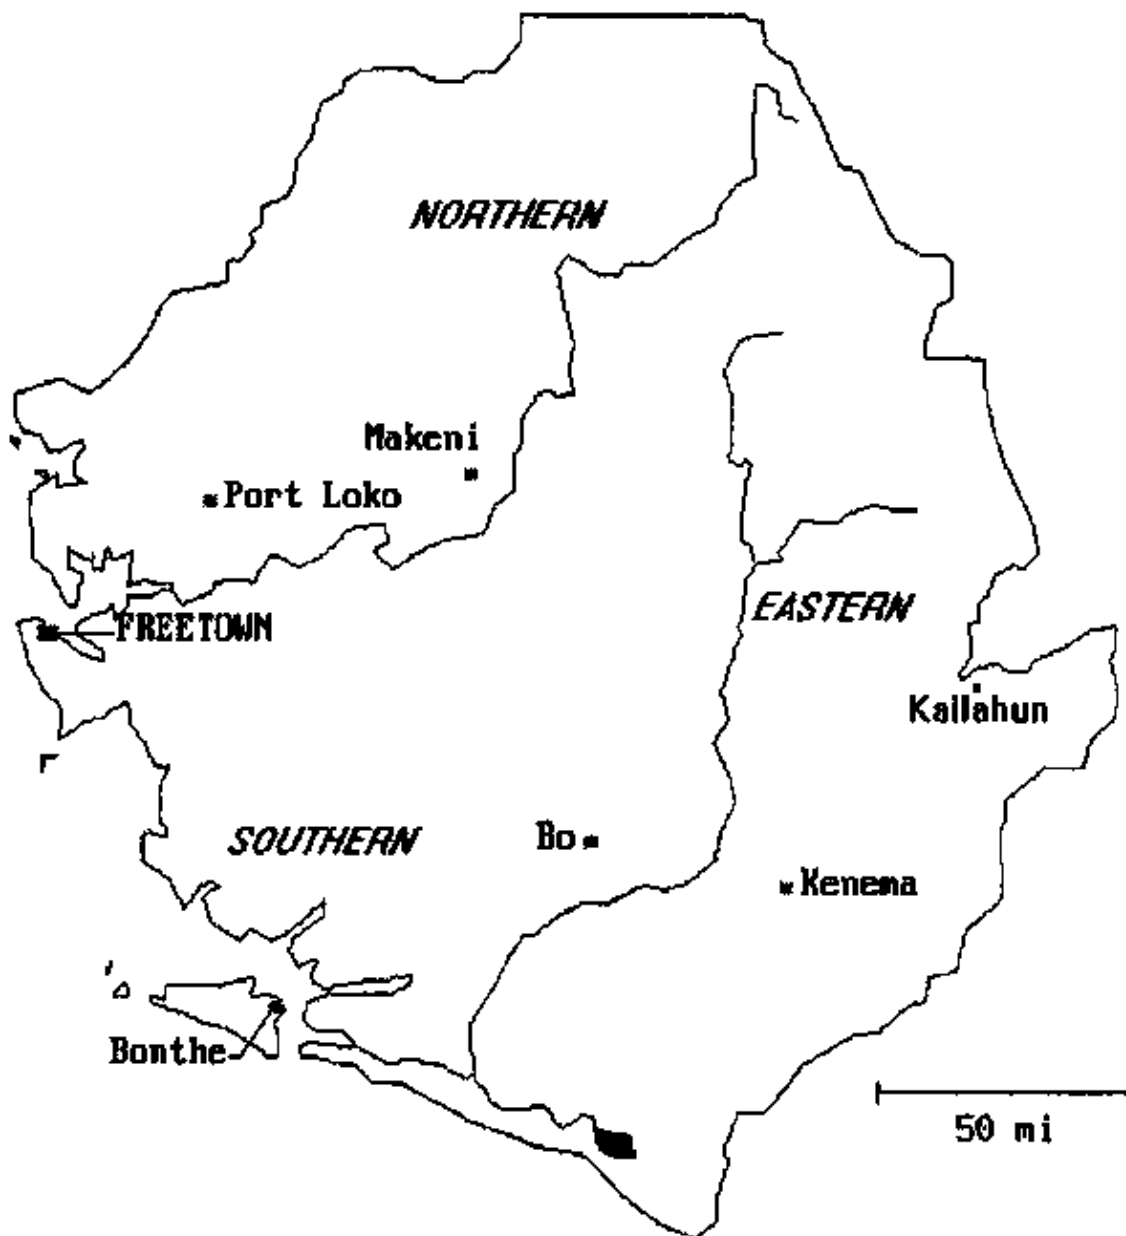 NORTHERN
Makeni
Port Loko
FREETOWN
EASTERN
Kailahun
SOUTHERN
Bo
Kenema
Bonthe
50 mi